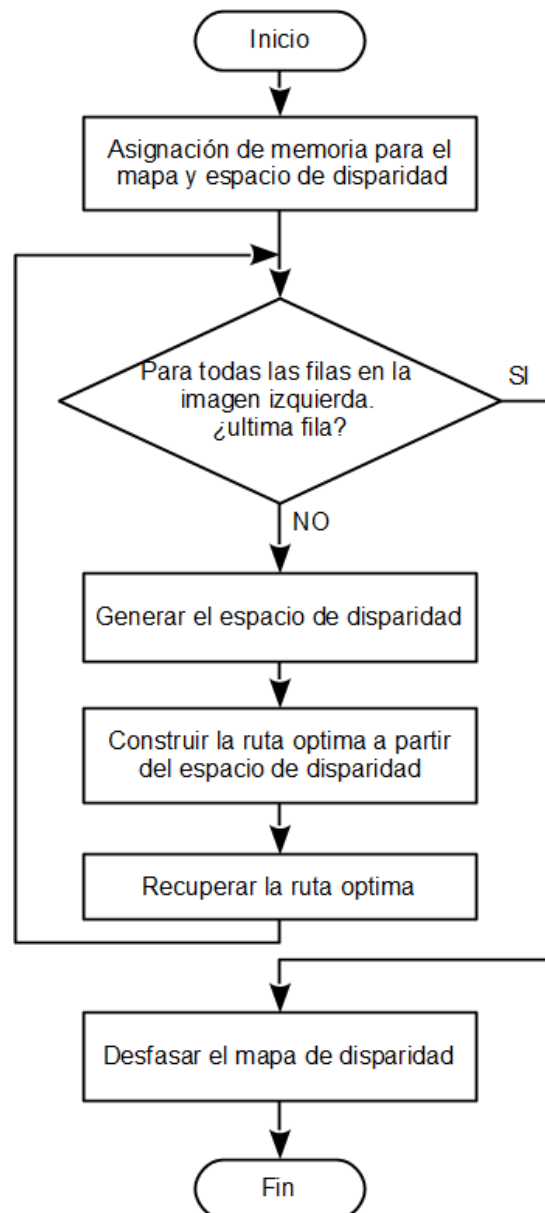 Inicio
Asignación de memoria para el
mapa y espacio de disparidad
Para todas las filas en la
imagen izquierda.
¿ultima fila?
SI
NO
Generar el espacio de disparidad
Construir la ruta optima a partir
del espacio de disparidad
Recuperar la ruta optima
Desfasar el mapa de disparidad
Fin